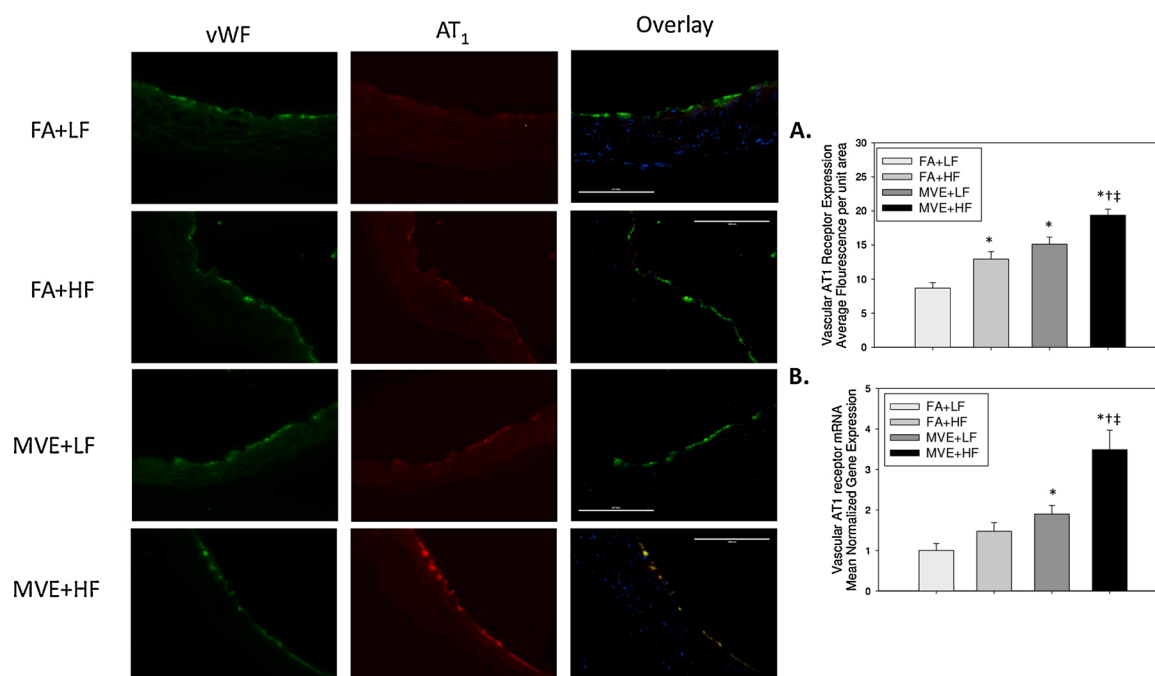 vWF
AT1
Overlay
FA+LF
FA+HF
MVE+LF
MVE+HF
A.
Vascular AT1 Receptor Expression
Average Flourescence per unit area
30
25
20
15
10
5
0
FA+LF
FA+HF
MVE+LF
MVE+HF
*
*
*†‡
B.
Vascular AT1 receptor mRNA
Mean Normalized Gene Expression
5
4
3
2
1
0
FA+LF
FA+HF
MVE+LF
MVE+HF
*
*†‡